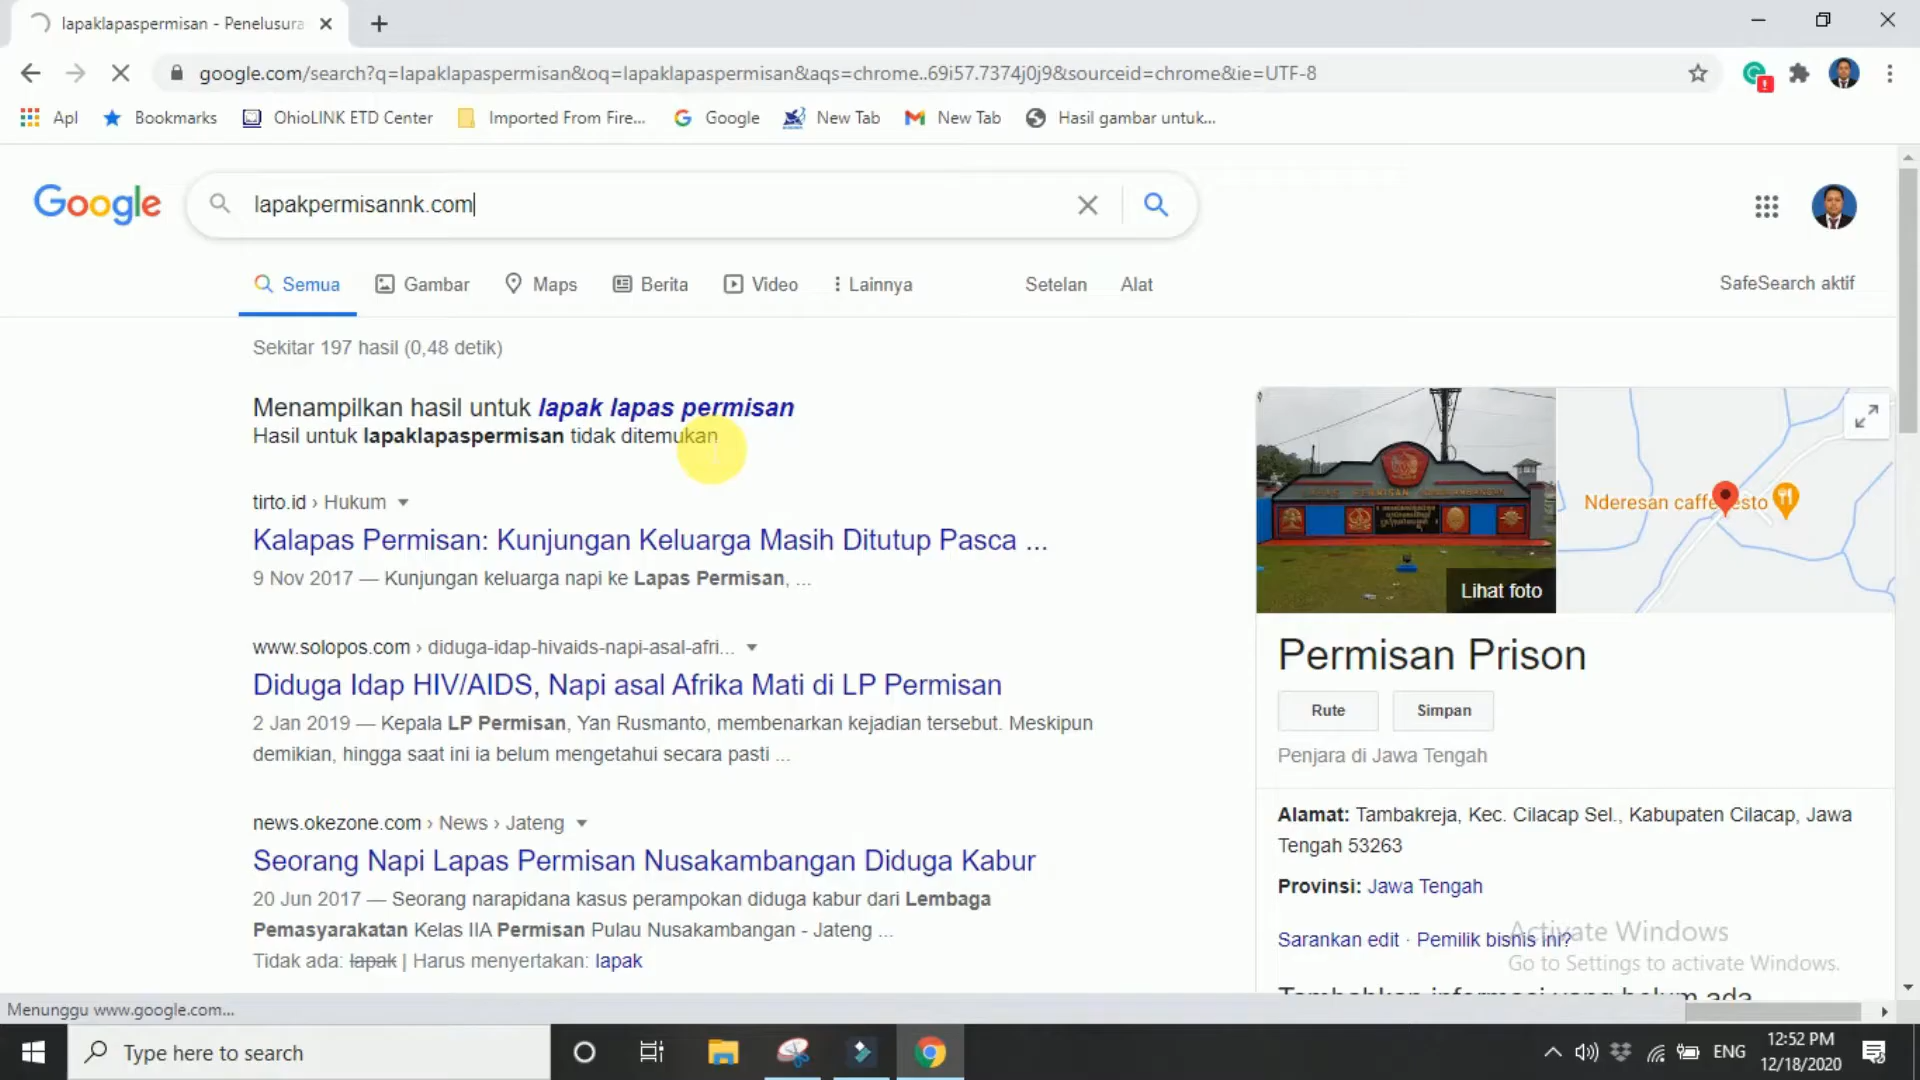 lapaklapaspermisan - Penelusura
google.com/search?q=lapaklapaspermisan&oq=lapaklapaspermisan&aqs=chrome..69i57.7374j0j9&sourceid=chrome&ie=UTF-8
Apl Bookmarks OhioLINK ETD Center Imported From Fire... Google New Tab New Tab Hasil gambar untuk...
Google
lapakpermisannk.com
Semua Gambar Maps Berita Video Lainnya Setelan Alat SafeSearch aktif
Sekitar 197 hasil (0,48 detik)
Menampilkan hasil untuk lapak lapas permisan
Hasil untuk lapaklapaspermisan tidak ditemukan
tirto.id › Hukum
Kalapas Permisan: Kunjungan Keluarga Masih Ditutup Pasca ...
9 Nov 2017 — Kunjungan keluarga napi ke Lapas Permisan, ...
www.solopos.com › diduga-idap-hivaids-napi-asal-afri...
Diduga Idap HIV/AIDS, Napi asal Afrika Mati di LP Permisan
2 Jan 2019 — Kepala LP Permisan, Yan Rusmanto, membenarkan kejadian tersebut. Meskipun
demikian, hingga saat ini ia belum mengetahui secara pasti ...
news.okezone.com › News › Jateng
Seorang Napi Lapas Permisan Nusakambangan Diduga Kabur
20 Jun 2017 — Seorang narapidana kasus perampokan diduga kabur dari Lembaga
Pemasyarakatan Kelas IIA Permisan Pulau Nusakambangan - Jateng ...
Tidak ada: lapak | Harus menyertakan: lapak
Nderesan caffe esto
Lihat foto
Permisan Prison
Rute Simpan
Penjara di Jawa Tengah
Alamat: Tambakreja, Kec. Cilacap Sel., Kabupaten Cilacap, Jawa
Tengah 53263
Provinsi: Jawa Tengah
Sarankan edit · Pemilik bisnis ini?
Activate Windows
Go to Settings to activate Windows.
Tambahkan informasi yang belum ada
Menunggu www.google.com...
Type here to search
ENG
12:52 PM
12/18/2020